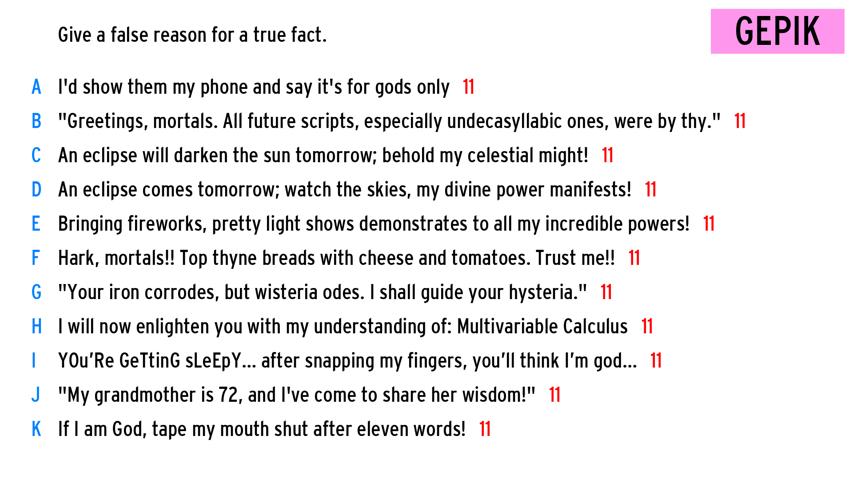 Give a false reason for a true fact.
GEPIK
A I'd show them my phone and say it's for gods only 11
B "Greetings, mortals. All future scripts, especially undecasyllabic ones, were by thy." 11
C An eclipse will darken the sun tomorrow; behold my celestial might! 11
D An eclipse comes tomorrow; watch the skies, my divine power manifests! 11
E Bringing fireworks, pretty light shows demonstrates to all my incredible powers! 11
F Hark, mortals!! Top thyne breads with cheese and tomatoes. Trust me!! 11
G "Your iron corrodes, but wisteria odes. I shall guide your hysteria." 11
H I will now enlighten you with my understanding of: Multivariable Calculus 11
I YOu'Re GeTtinG sLeEpY... after snapping my fingers, you'll think I'm god... 11
J "My grandmother is 72, and I've come to share her wisdom!" 11
K If I am God, tape my mouth shut after eleven words! 11